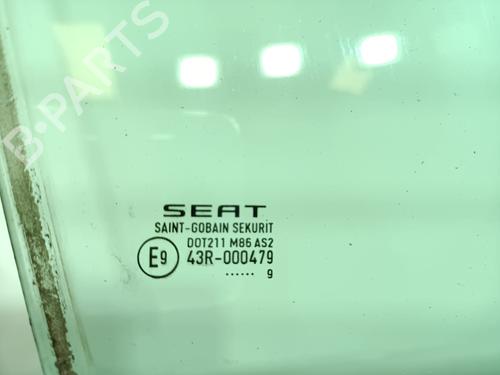 B-PARTS
SEAT
SAINT-GOBAIN SEKURIT
DOT211 M86 AS2
E9 43R-000479
...... 9